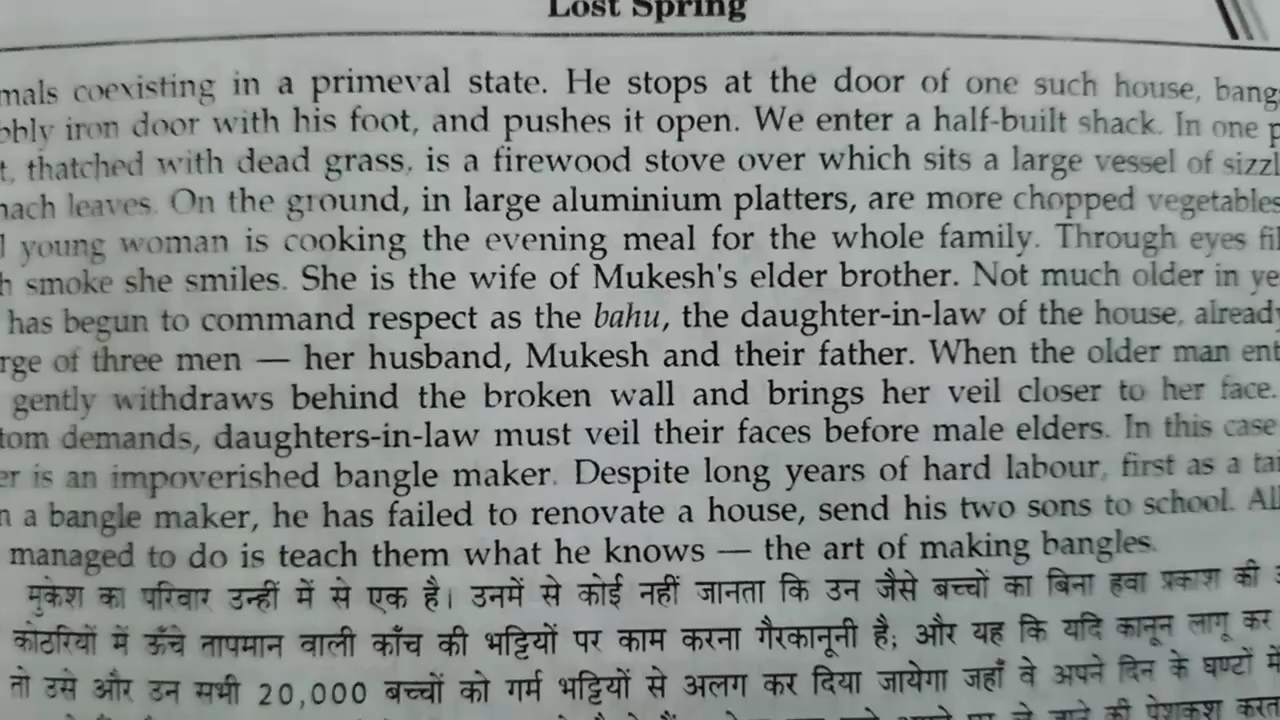 Lost Spring
mals coexisting in a primeval state. He stops at the door of one such house, bang
bbly iron door with his foot, and pushes it open. We enter a half-built shack. In one p
t, thatched with dead grass, is a firewood stove over which sits a large vessel of sizzl
nach leaves. On the ground, in large aluminium platters, are more chopped vegetables
l young woman is cooking the evening meal for the whole family. Through eyes fil
h smoke she smiles. She is the wife of Mukesh's elder brother. Not much older in ye
has begun to command respect as the bahu, the daughter-in-law of the house, already
rge of three men — her husband, Mukesh and their father. When the older man ent
gently withdraws behind the broken wall and brings her veil closer to her face.
tom demands, daughters-in-law must veil their faces before male elders. In this case
er is an impoverished bangle maker. Despite long years of hard labour, first as a tai
n a bangle maker, he has failed to renovate a house, send his two sons to school. All
managed to do is teach them what he knows — the art of making bangles.
मुकेश का परिवार उन्हीं में से एक है। उनमें से कोई नहीं जानता कि उन जैसे बच्चों का बिना हवा प्रकाश की
कोठरियों में ऊँचे तापमान वाली काँच की भट्टियों पर काम करना गैरकानूनी है; और यह कि यदि कानून लागू कर
तो उसे और उन सभी 20,000 बच्चों को गर्म भट्टियों से अलग कर दिया जायेगा जहाँ वे अपने दिन के घण्टों में